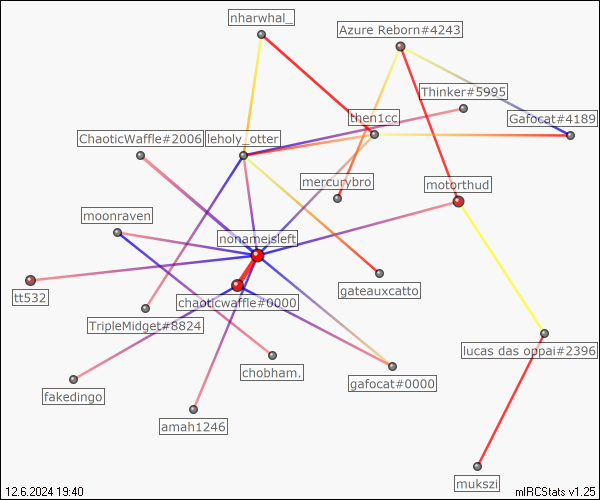 nharwhal_
Azure Reborn#4243
Thinker#5995
then1cc
Gafocat#4189
ChaoticWaffle#2006
leholy_otter
mercurybro
motorthud
moonraven
nonameisleft
tt532
chaoticwaffle#0000
gateauxcatto
TripleMidget#8824
lucas das oppai#2396
chobham.
gafocat#0000
fakedingo
amah1246
mukszi
12.6.2024 19:40
mIRCStats v1.25